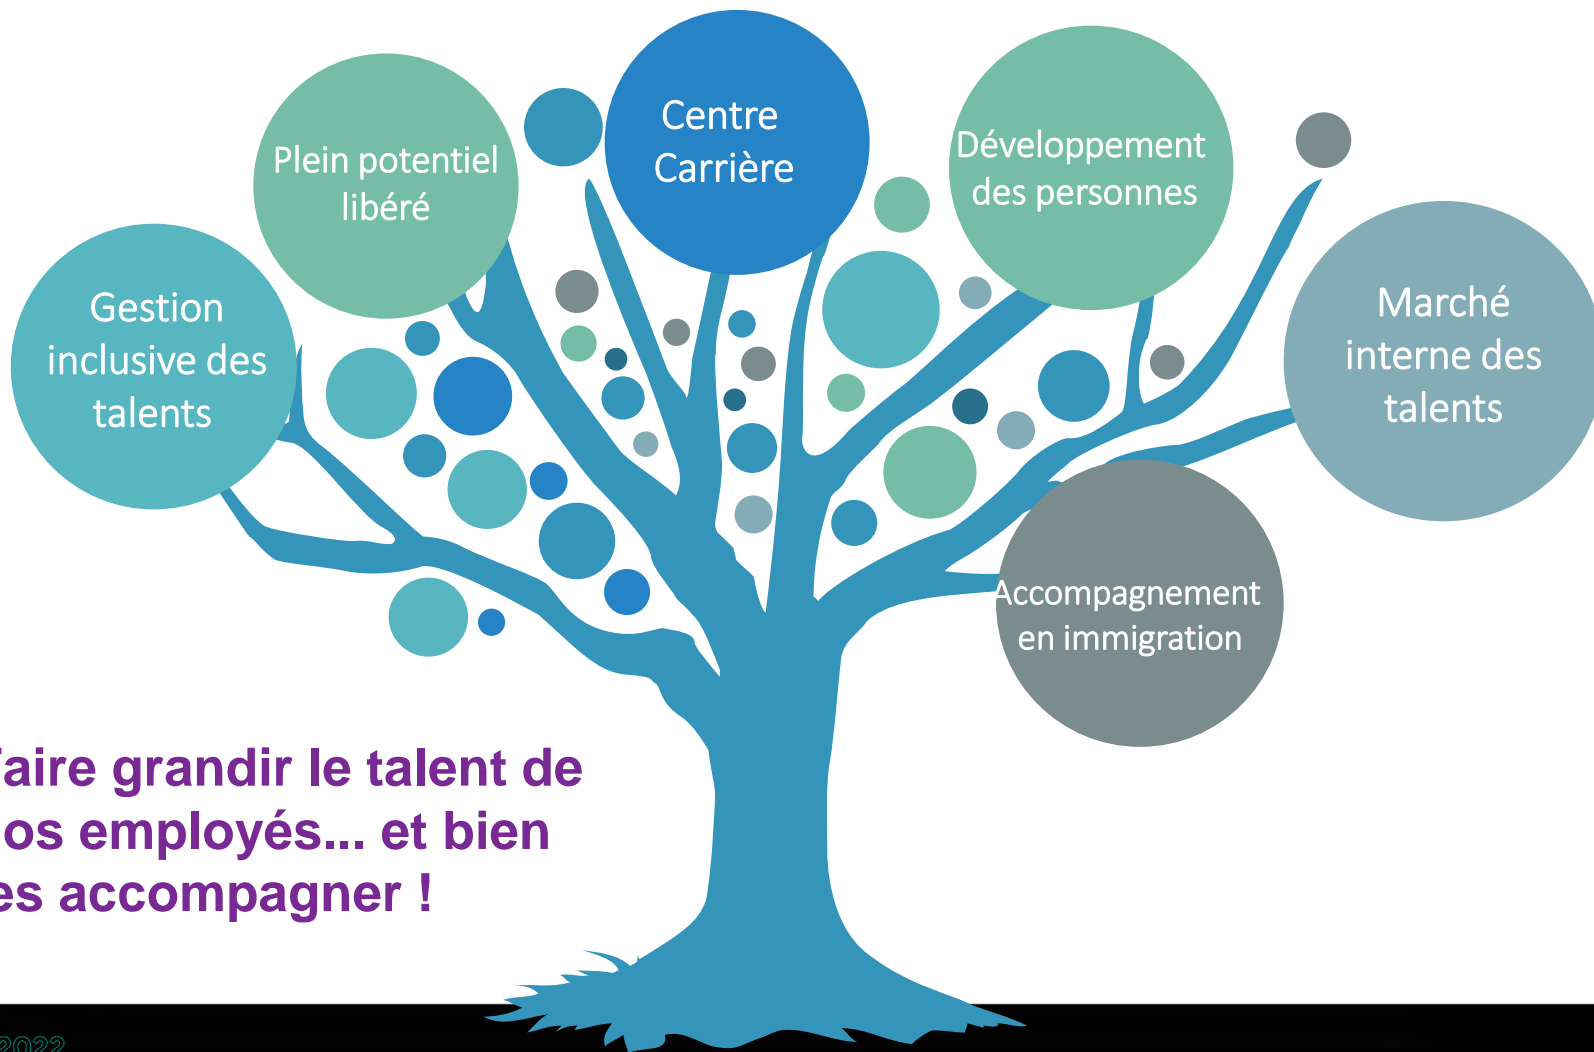 Gestion
inclusive des
talents
Plein potentiel
libéré
Centre
Carrière
Développement
des personnes
Marché
interne des
talents
Accompagnement
en immigration
aire grandir le talent de
os employés... et bien
es accompagner !
2022